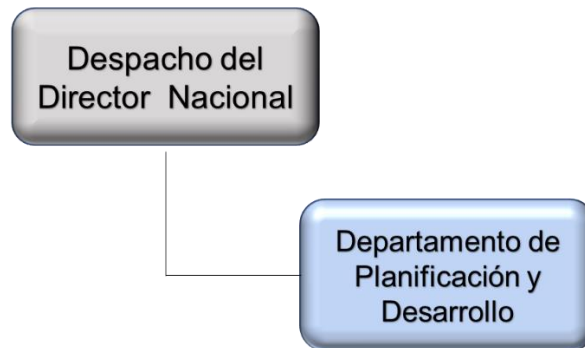 Despacho del
Director Nacional
Departamento de
Planificación y
Desarrollo